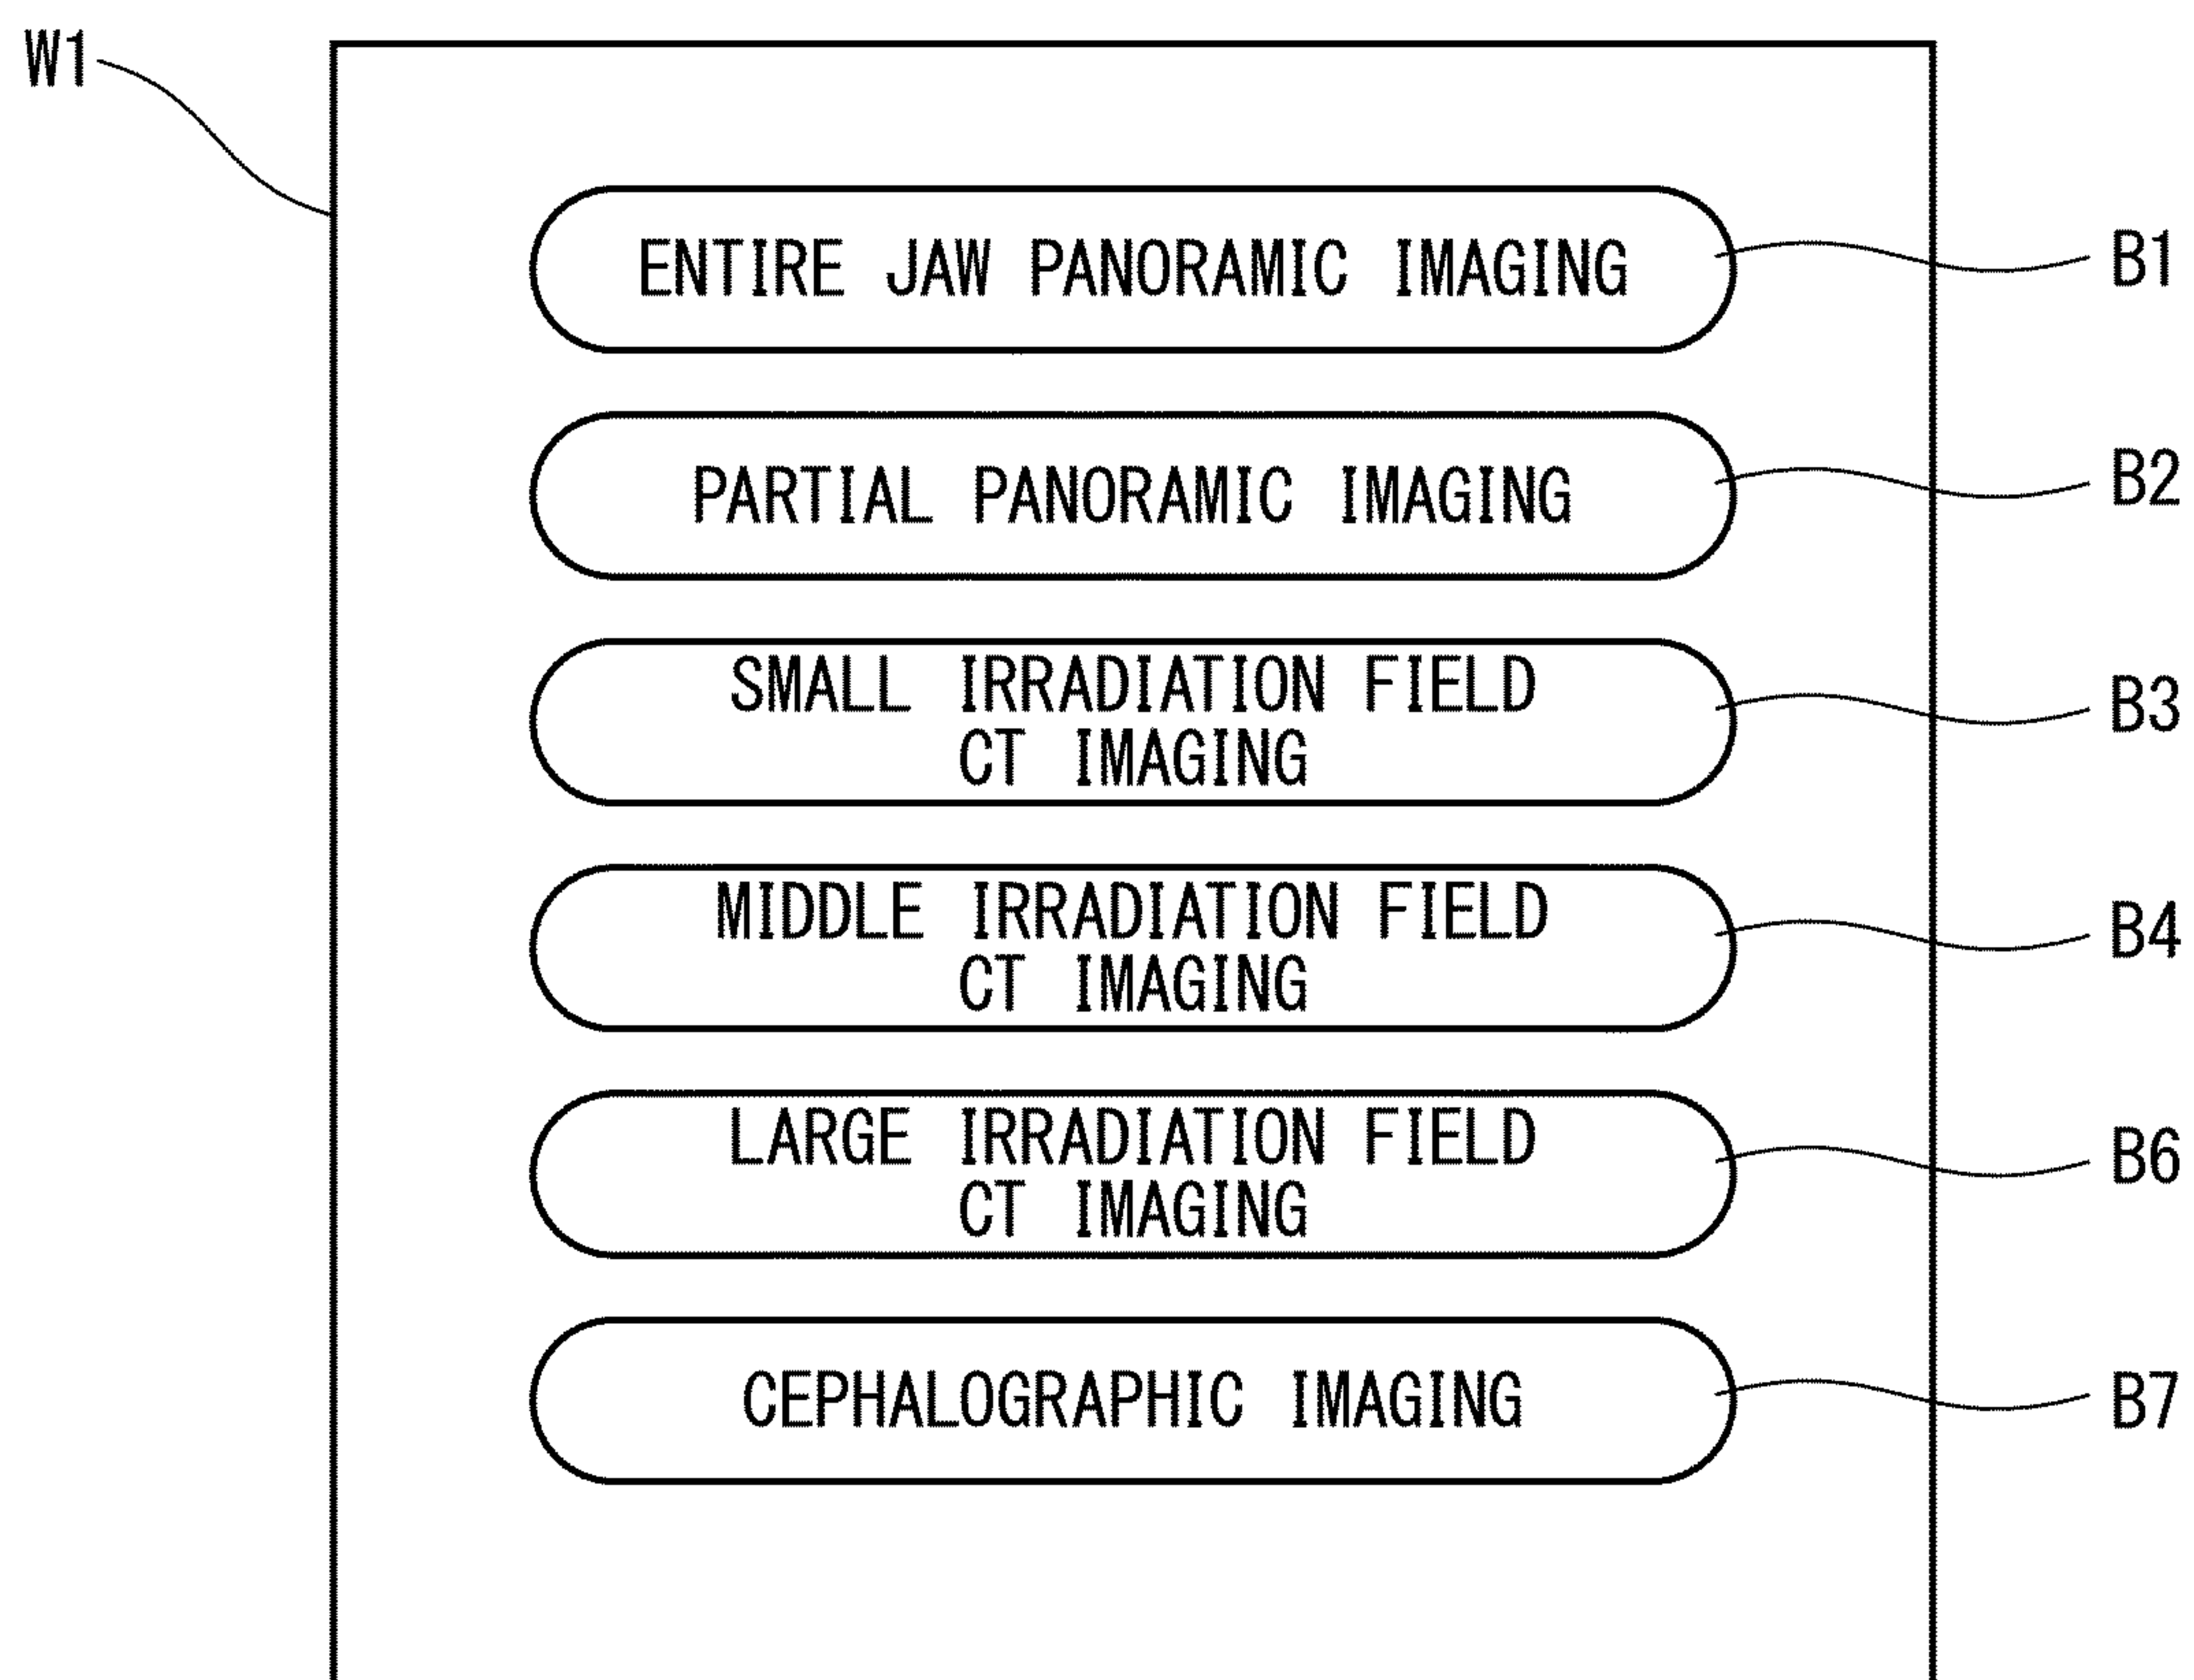 W1
ENTIRE JAW PANORAMIC IMAGING
B1
PARTIAL PANORAMIC IMAGING
B2
SMALL IRRADIATION FIELD
CT IMAGING
B3
MIDDLE IRRADIATION FIELD
CT IMAGING
B4
LARGE IRRADIATION FIELD
CT IMAGING
B6
CEPHALOGRAPHIC IMAGING
B7